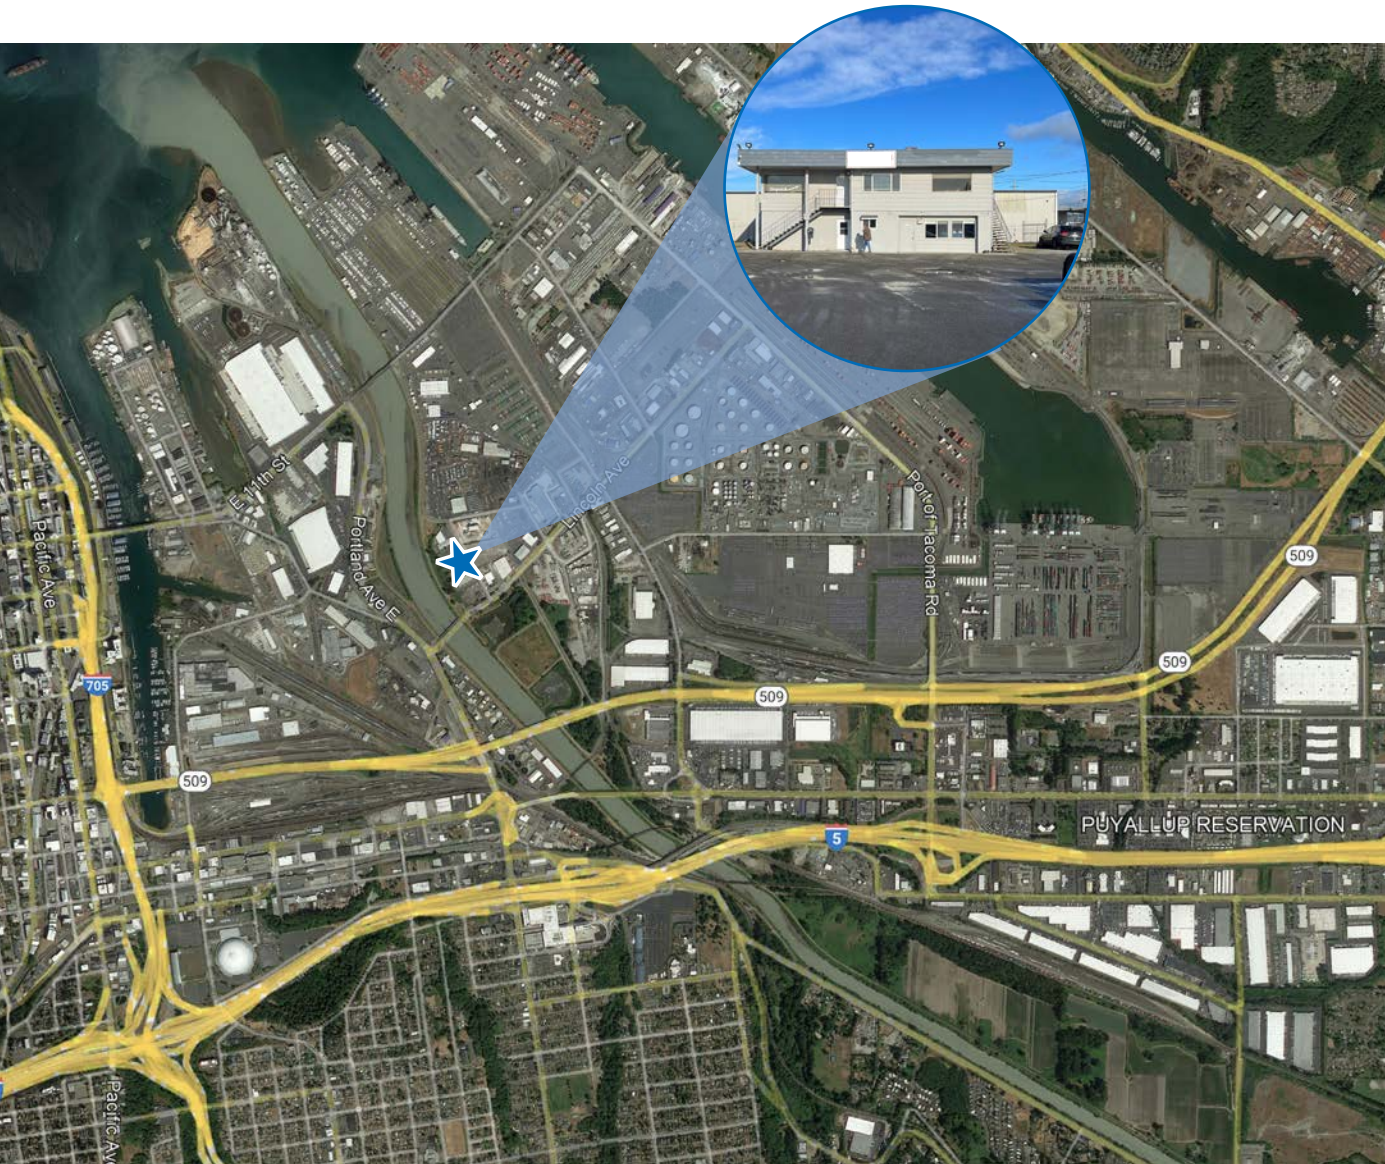 E 11th St
Lincoln Ave
Port of Tacoma Rd
Pacific Ave
Portland Ave E
509
509
705
509
509
PUYALLUP RESERVATION
5
Pacific Av